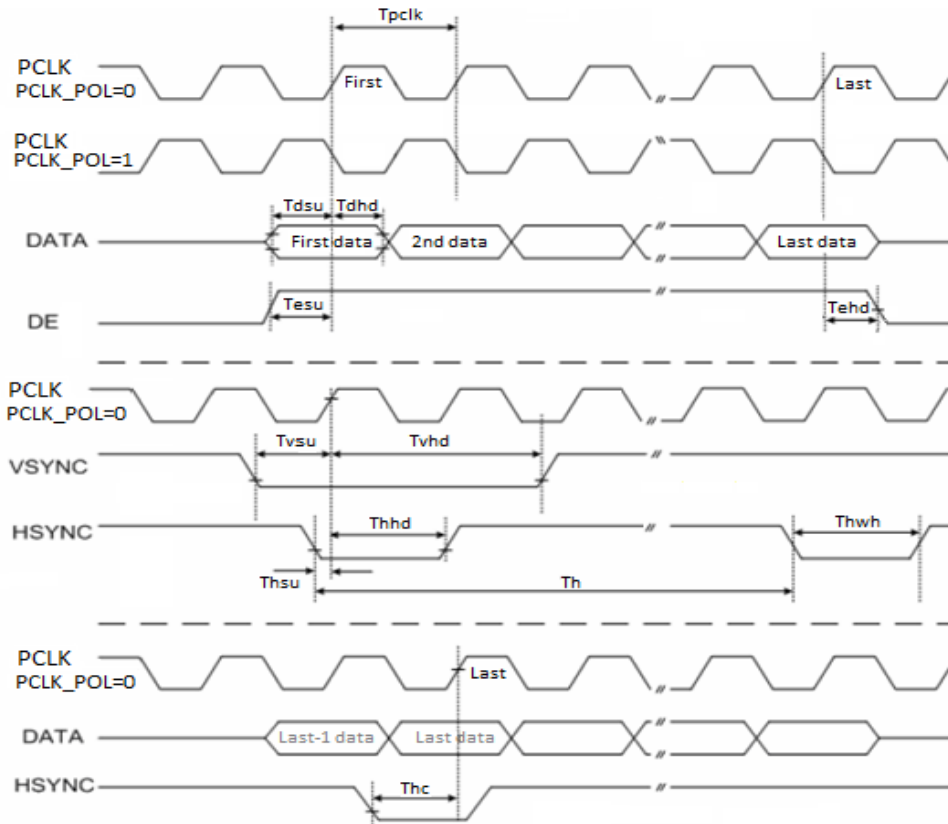 Tpclk
PCLK
PCLK_POL=0
First
Last
PCLK
PCLK_POL=1
Tdsu
Tdhd
DATA
First data
2nd data
Last data
Tesu
Tehd
DE
PCLK
PCLK_POL=0
Tvsu
Tvhd
VSYNC
HSYNC
Thhd
Thwh
Thsu
Th
PCLK
PCLK_POL=0
Last
DATA
Last-1 data
Last data
HSYNC
Thc